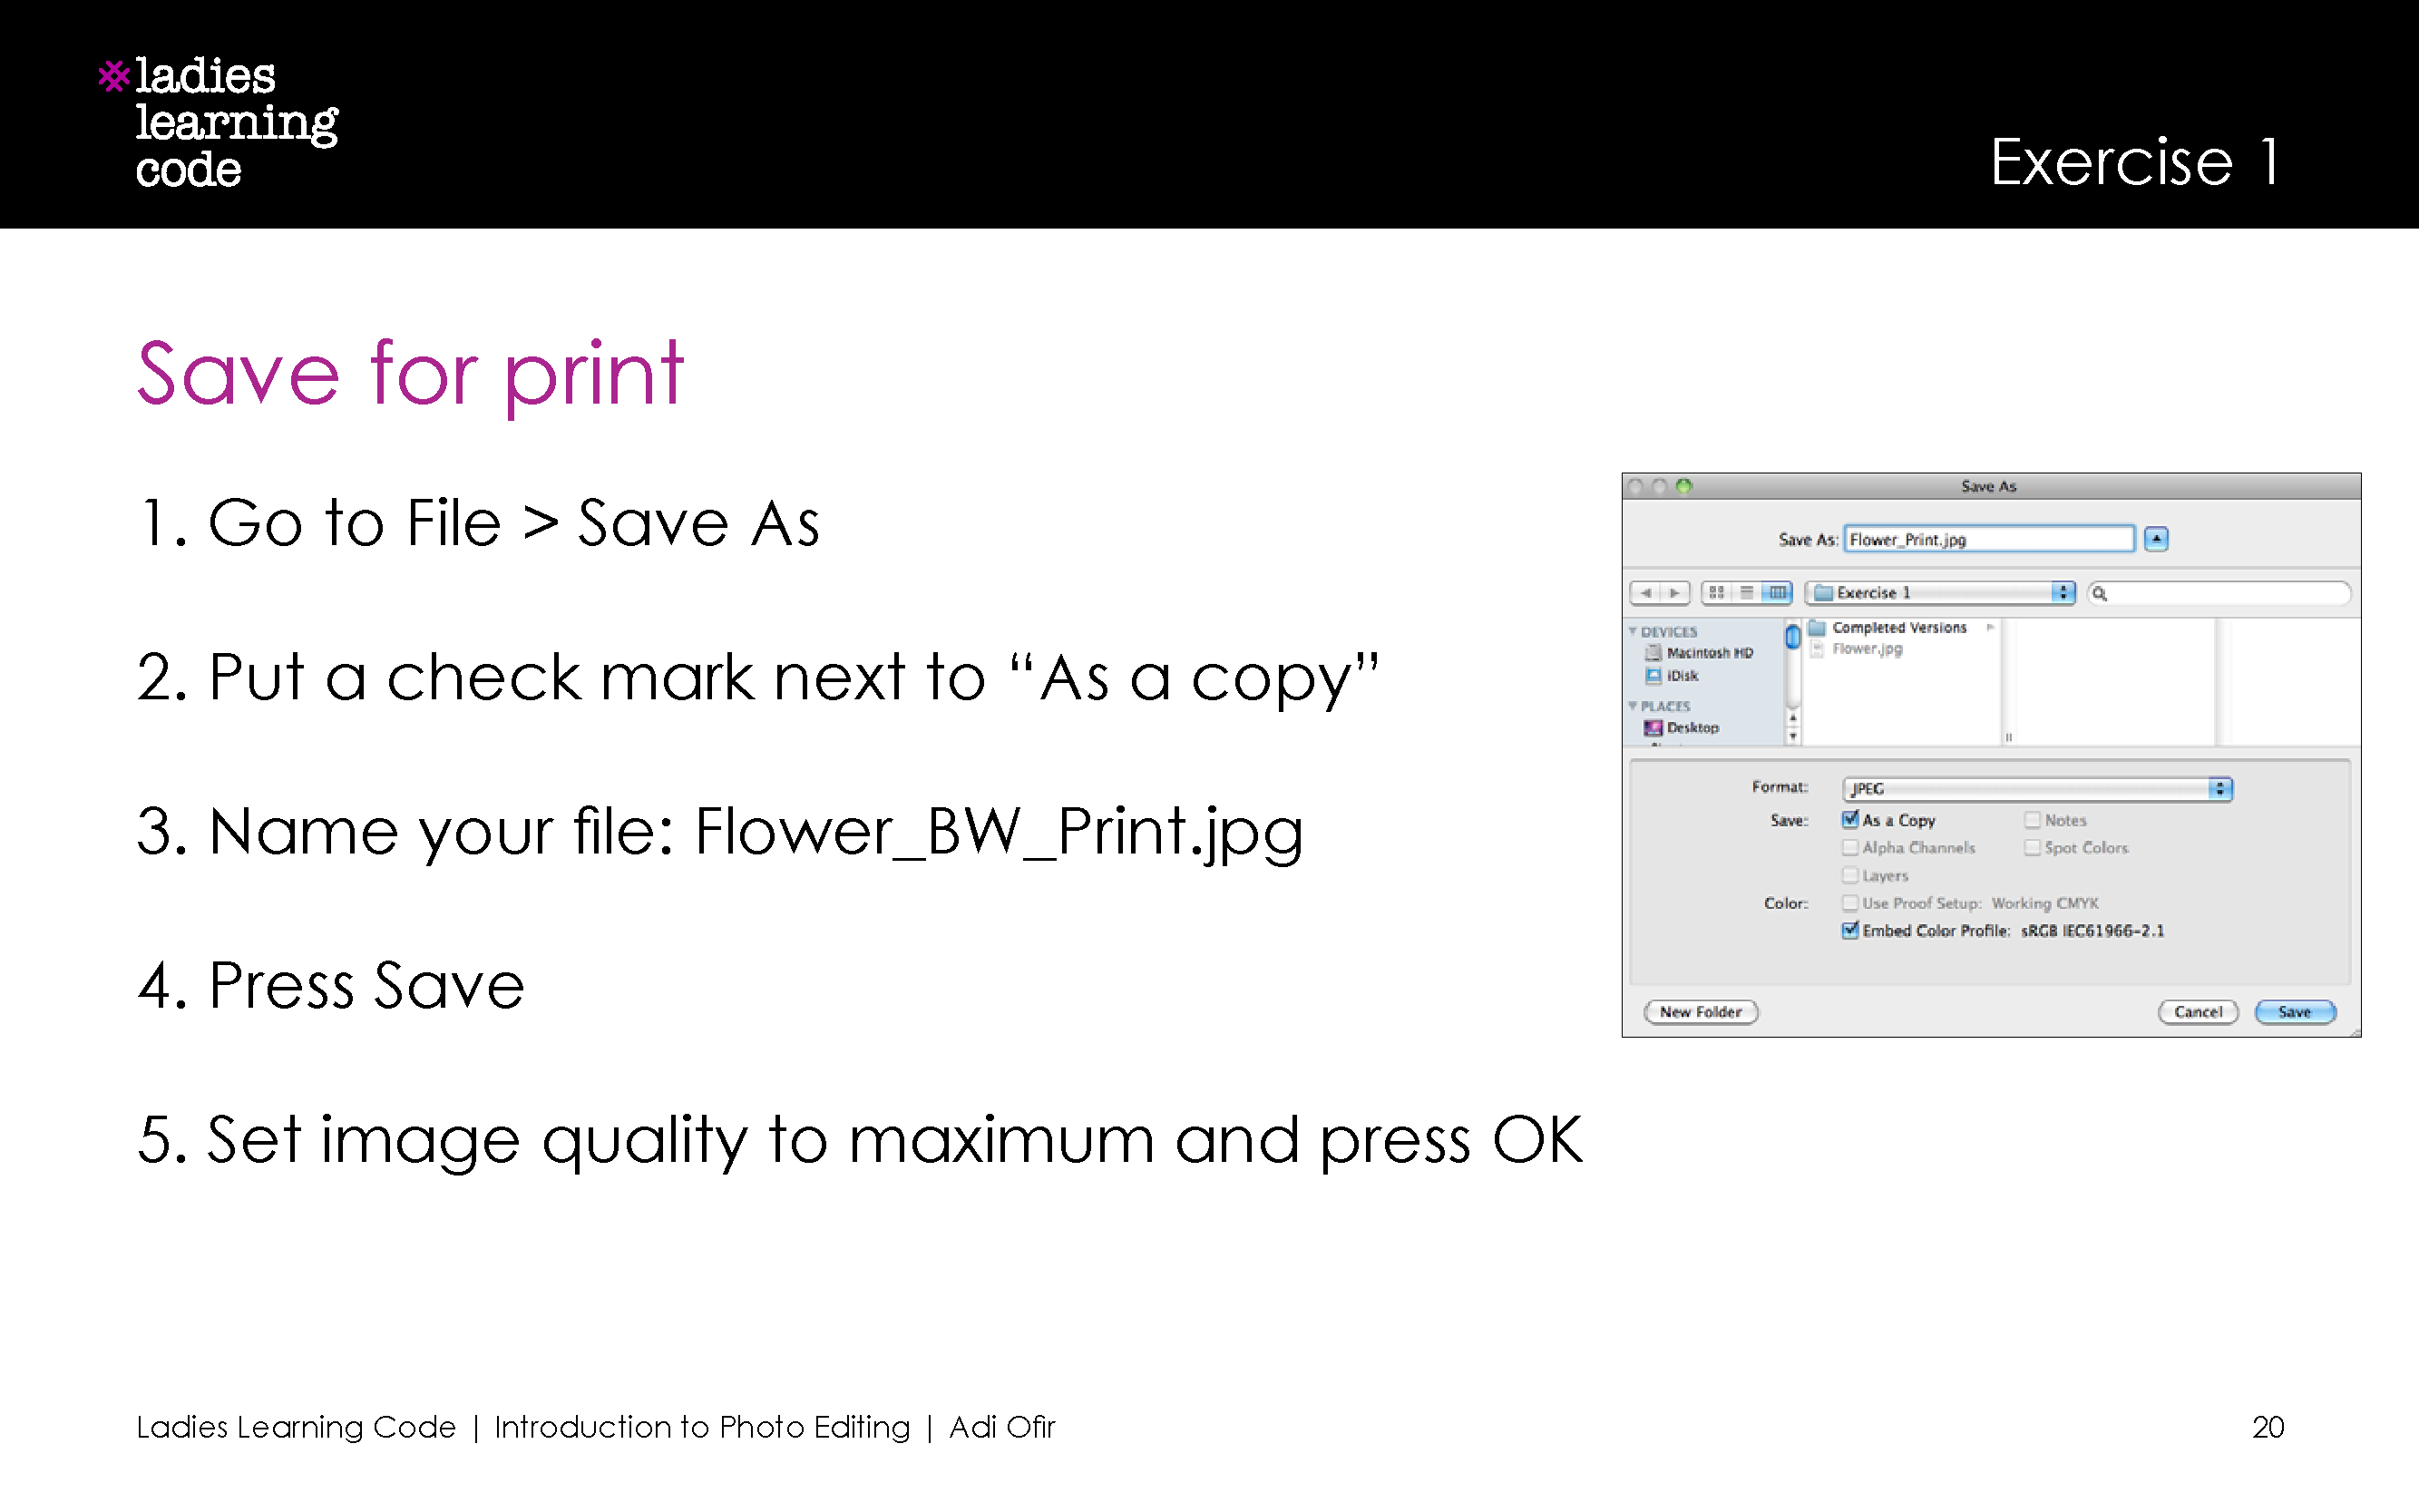 ladies
learning
code
Exercise 1
Save for print
1. Go to File > Save As
2. Put a check mark next to “As a copy”
3. Name your file: Flower_BW_Print.jpg
4. Press Save
5. Set image quality to maximum and press OK
Save As
Save As: Flower_Print.jpg
Exercise 1
DEVICES
Macintosh HD
iDisk
PLACES
Desktop
Completed Versions
Flower.jpg
Format: JPEG
Save: As a Copy Notes
Alpha Channels Spot Colors
Layers
Color: Use Proof Setup: Working CMYK
Embed Color Profile: sRGB IEC61966-2.1
New Folder Cancel Save
Ladies Learning Code | Introduction to Photo Editing | Adi Ofir 20